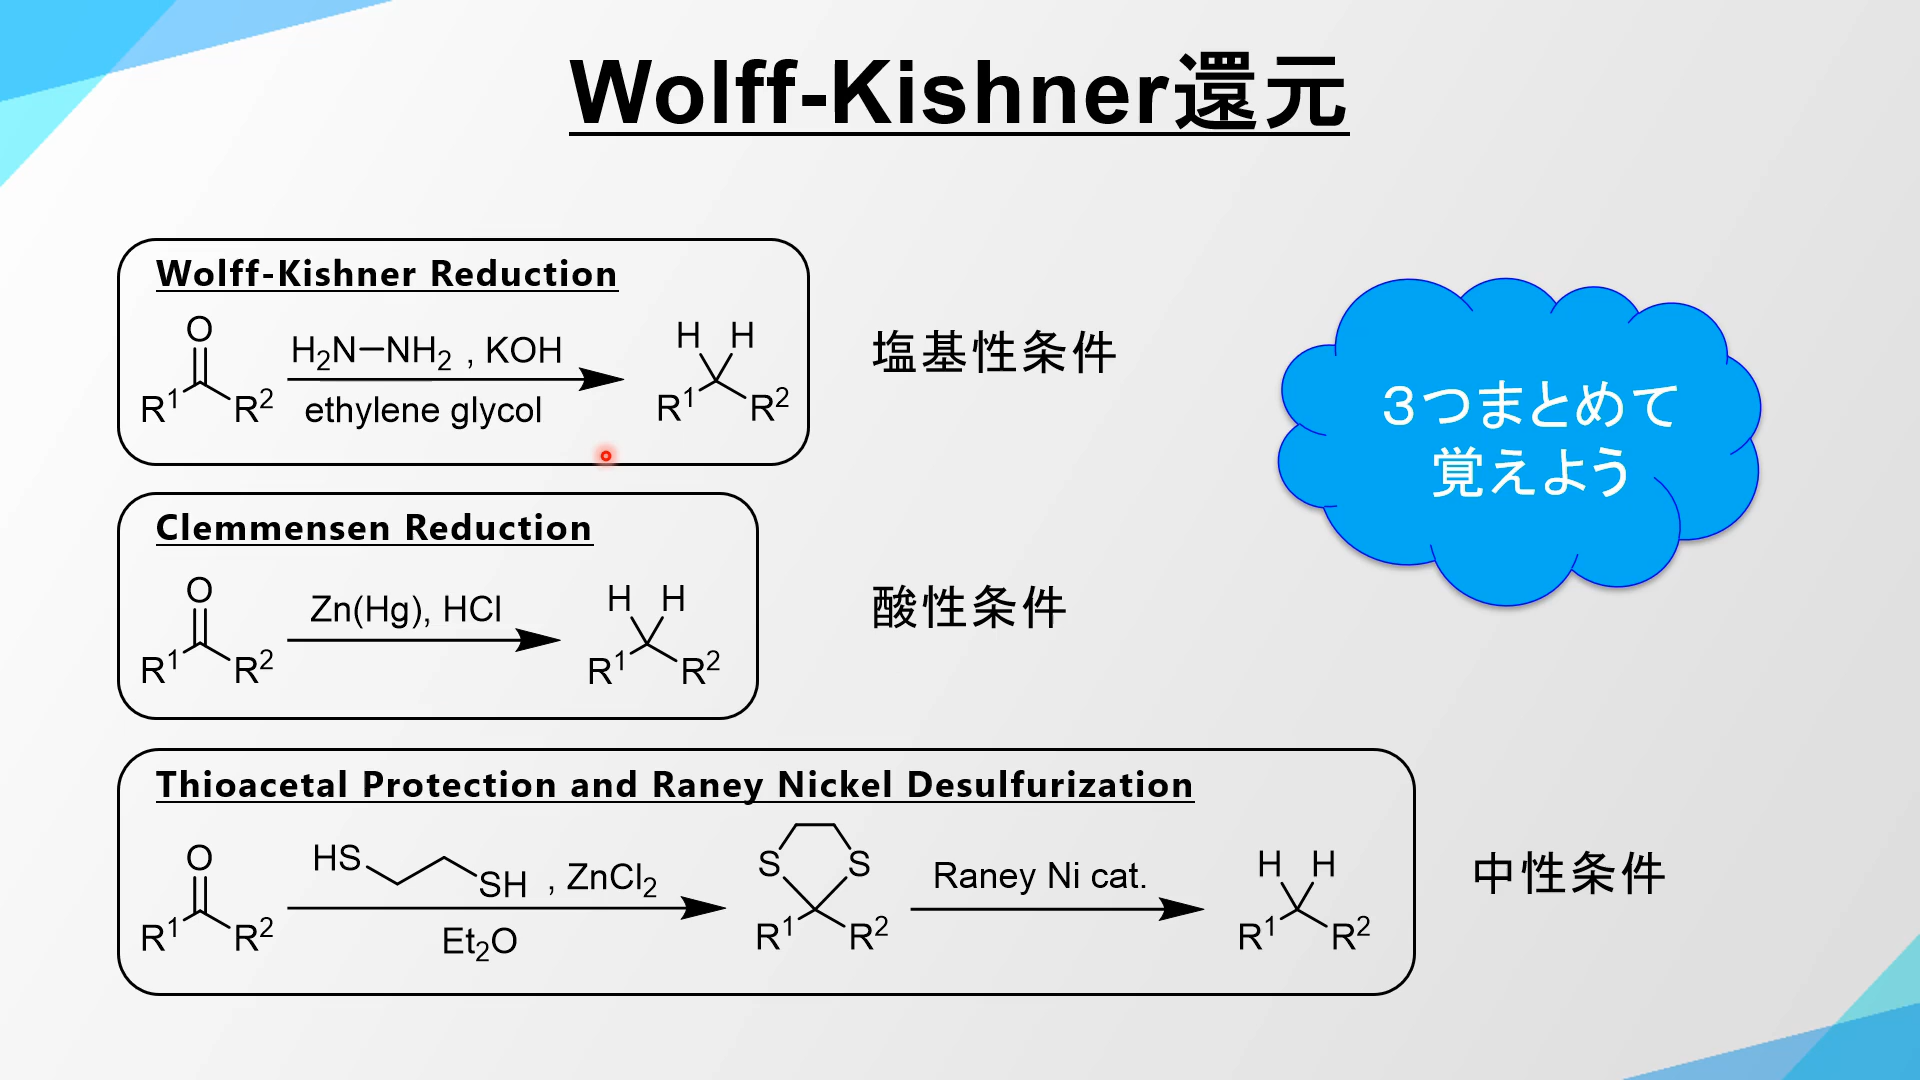 Wolff-Kishner還元
Wolff-Kishner Reduction
O
R¹ R²
H₂N–NH₂ , KOH
ethylene glycol
H H
R¹ R²
塩基性条件
３つまとめて
覚えよう
Clemmensen Reduction
O
R¹ R²
Zn(Hg), HCl
H H
R¹ R²
酸性条件
Thioacetal Protection and Raney Nickel Desulfurization
O
R¹ R²
HS SH , ZnCl₂
Et₂O
S S
R¹ R²
Raney Ni cat.
H H
R¹ R²
中性条件